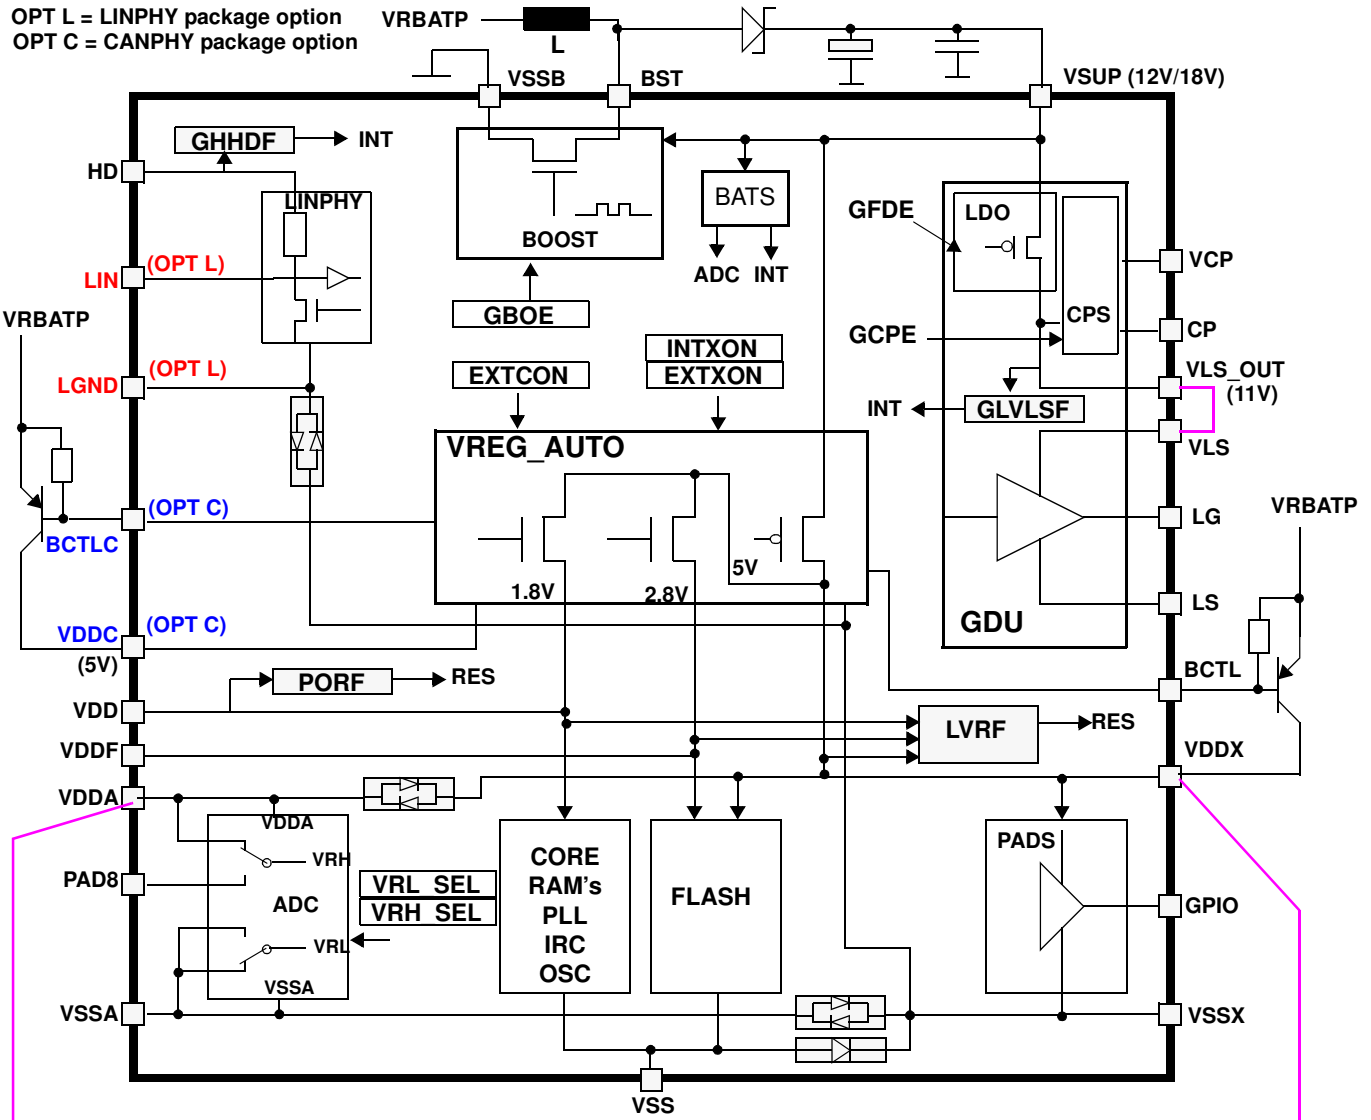 OPT L = LINPHY package option
OPT C = CANPHY package option
VRBATP
L
VSSB
BST
VSUP (12V/18V)
GHHDF
INT
HD
LINPHY
BOOST
BATS
ADC
INT
GFDE
LDO
CPS
VCP
LIN
(OPT L)
GBOE
GCPE
CP
VRBATP
INTXON
EXTXON
EXTCON
LGND
(OPT L)
VLS_OUT
(11V)
INT
GLVLSF
VLS
VREG_AUTO
(OPT C)
BCTLC
LG
VRBATP
5V
1.8V
2.8V
LS
GDU
VDDC
(5V)
(OPT C)
BCTL
PORF
RES
VDD
LVRF
RES
VDDF
VDDX
VDDA
VDDA
VRH
PAD8
ADC
VRL_SEL
VRH_SEL
VRL
VSSA
CORE
RAM's
PLL
IRC
OSC
FLASH
PADS
GPIO
VSSA
VSSX
VSS